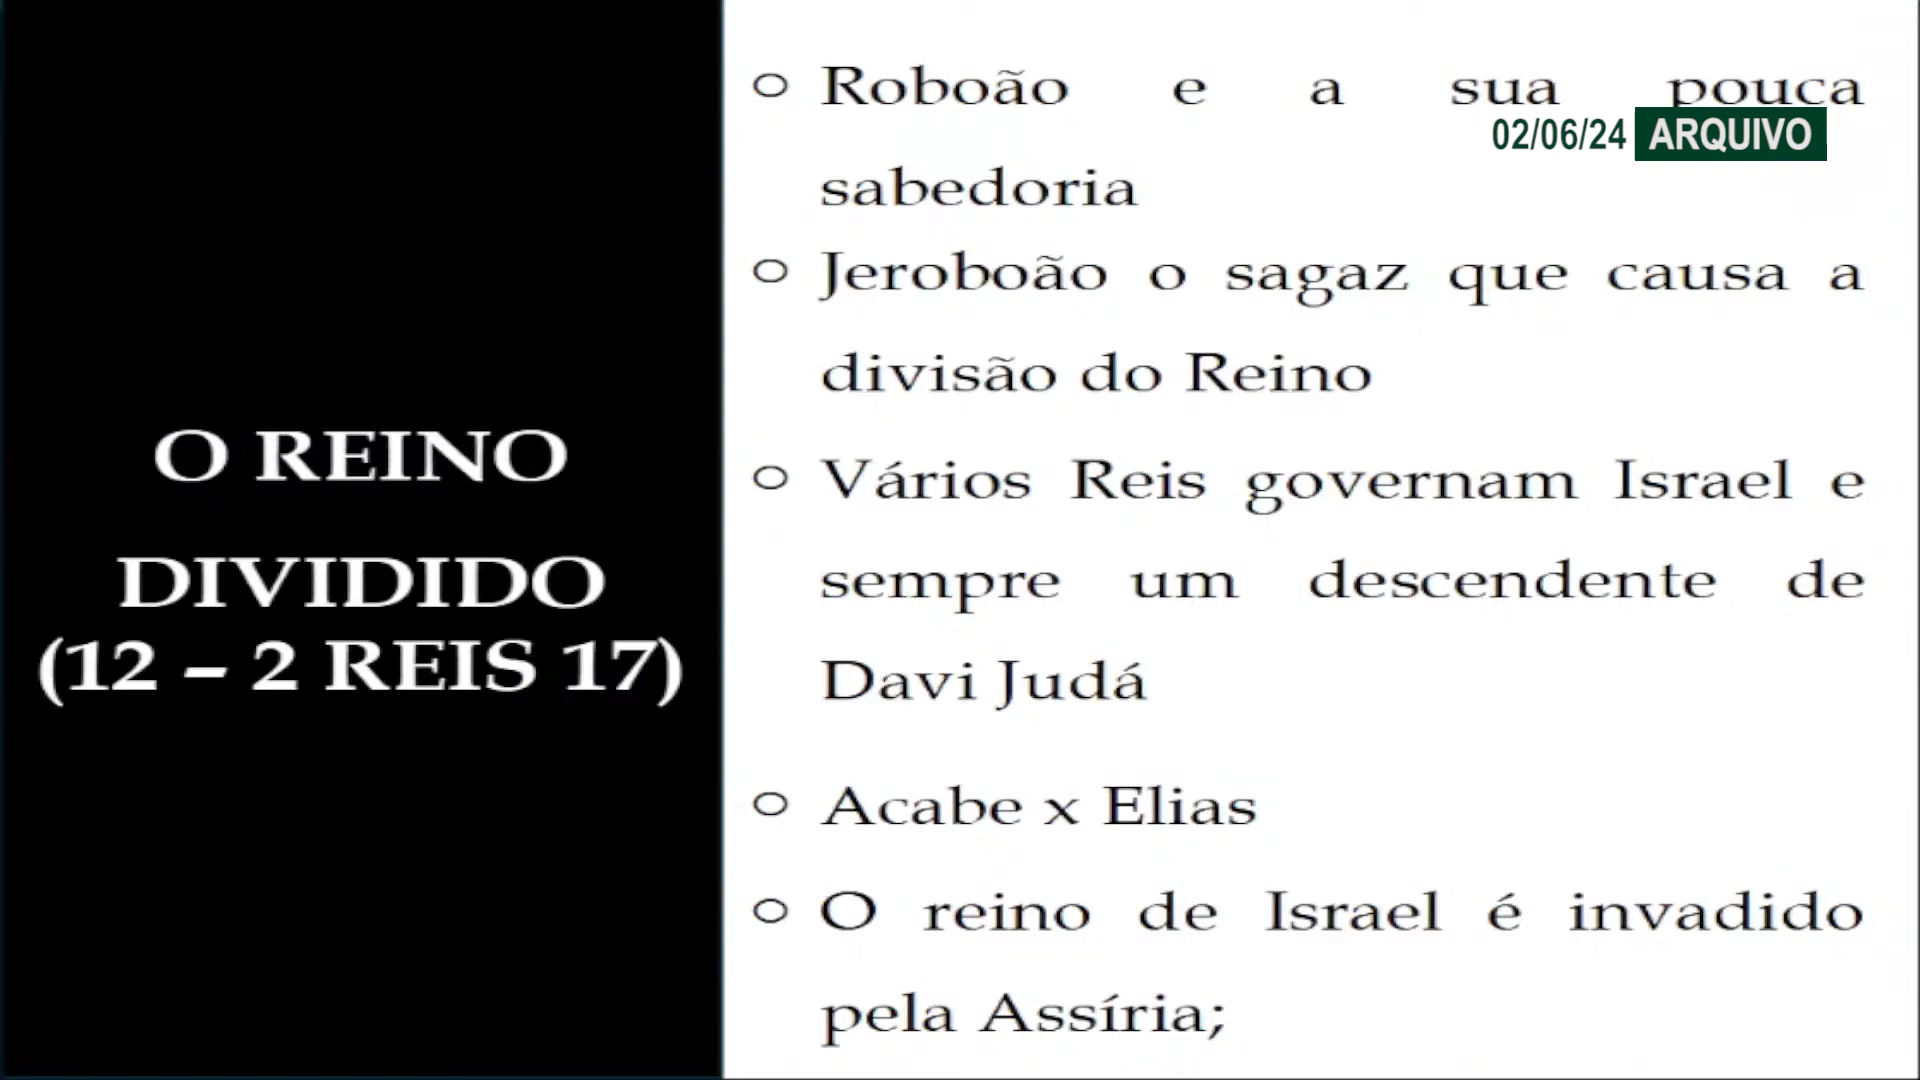 O REINO
DIVIDIDO
(12 – 2 REIS 17)
○ Roboão e a sua pouca
02/06/24 ARQUIVO
sabedoria
○ Jeroboão o sagaz que causa a
divisão do Reino
○ Vários Reis governam Israel e
sempre um descendente de
Davi Judá
○ Acabe x Elias
○ O reino de Israel é invadido
pela Assíria;